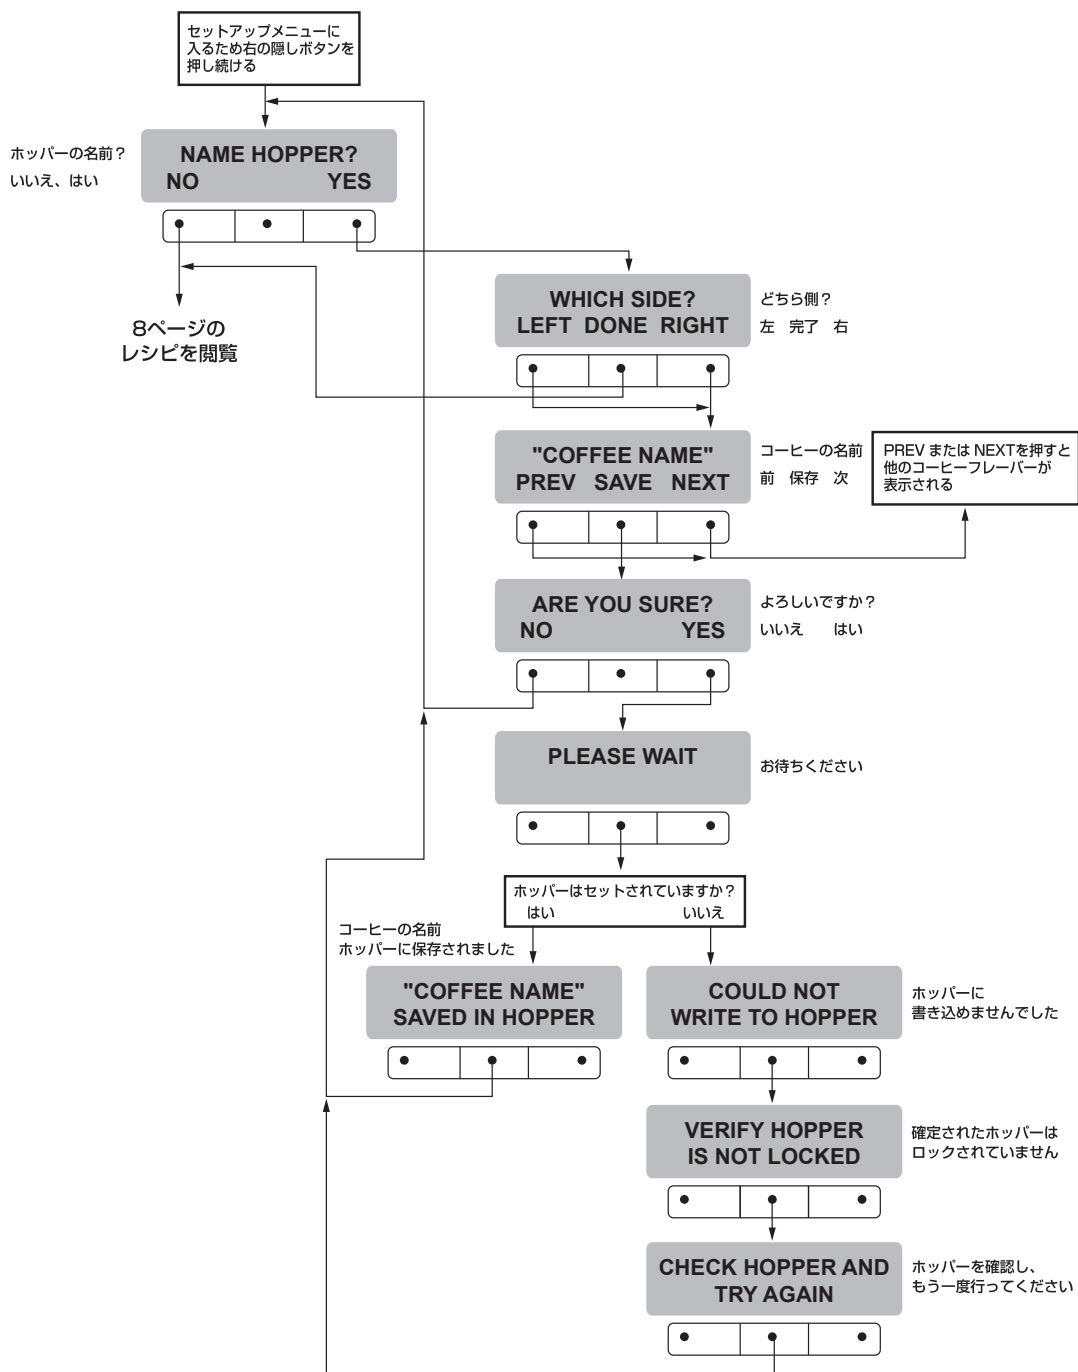 セットアップメニューに
入るため右の隠しボタンを
押し続ける
ホッパーの名前？
いいえ、はい
NAME HOPPER?
NO YES
8ページの
レシピを閲覧
WHICH SIDE?
LEFT DONE RIGHT
どちら側？
左 完了 右
"COFFEE NAME"
PREV SAVE NEXT
コーヒーの名前
前 保存 次
PREV または NEXTを押すと
他のコーヒーフレーバーが
表示される
ARE YOU SURE?
NO YES
よろしいですか？
いいえ はい
PLEASE WAIT
お待ちください
ホッパーはセットされていますか？
はい いいえ
コーヒーの名前
ホッパーに保存されました
"COFFEE NAME"
SAVED IN HOPPER
COULD NOT
WRITE TO HOPPER
ホッパーに
書き込めませんでした
VERIFY HOPPER
IS NOT LOCKED
確定されたホッパーは
ロックされていません
CHECK HOPPER AND
TRY AGAIN
ホッパーを確認し、
もう一度行ってください